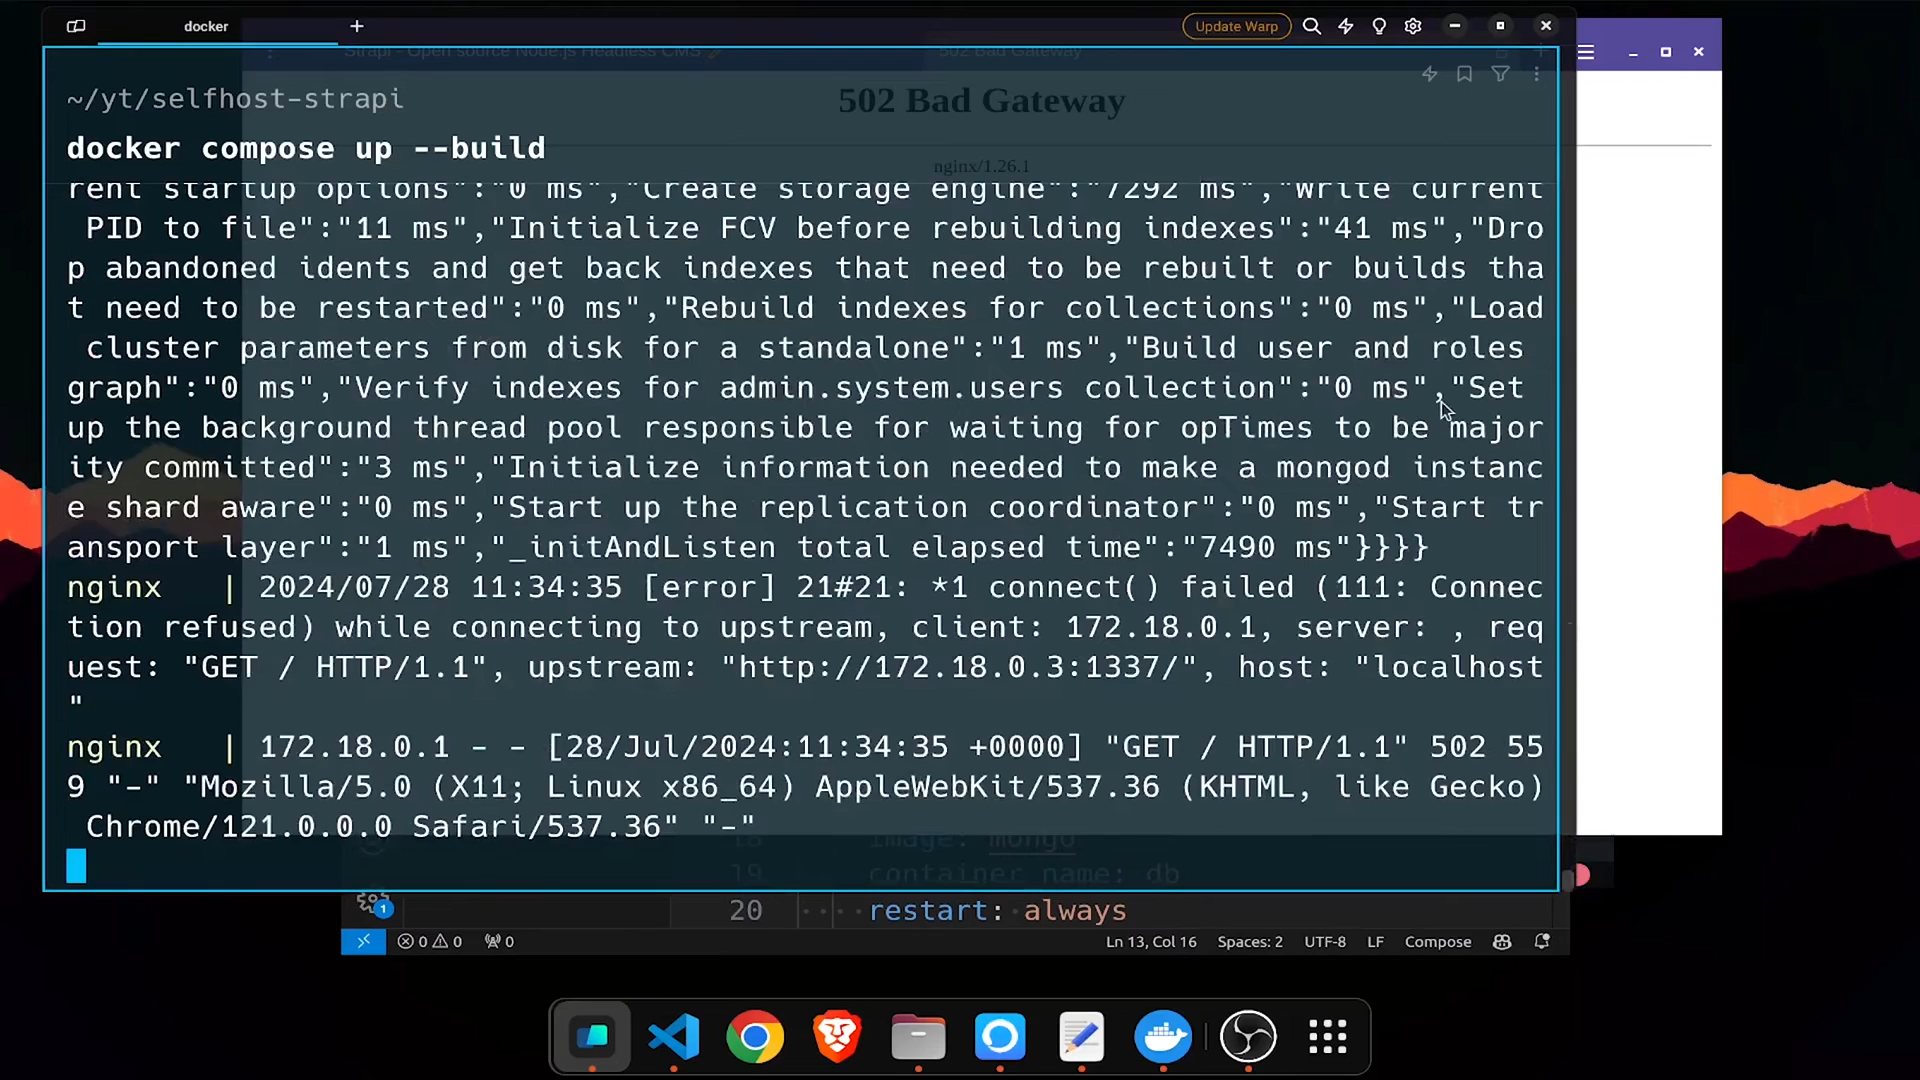 docker
Update Warp
Strapi - Open source Node.js Headless CMS
502 Bad Gateway
~/yt/selfhost-strapi
502 Bad Gateway
docker compose up --build
nginx/1.26.1
rent startup options":"0 ms","Create storage engine":"7292 ms","Write current
PID to file":"11 ms","Initialize FCV before rebuilding indexes":"41 ms","Dro
p abandoned idents and get back indexes that need to be rebuilt or builds tha
t need to be restarted":"0 ms","Rebuild indexes for collections":"0 ms","Load
cluster parameters from disk for a standalone":"1 ms","Build user and roles
graph":"0 ms","Verify indexes for admin.system.users collection":"0 ms","Set
up the background thread pool responsible for waiting for opTimes to be major
ity committed":"3 ms","Initialize information needed to make a mongod instanc
e shard aware":"0 ms","Start up the replication coordinator":"0 ms","Start tr
ansport layer":"1 ms","_initAndListen total elapsed time":"7490 ms"}}}}
nginx | 2024/07/28 11:34:35 [error] 21#21: *1 connect() failed (111: Connec
tion refused) while connecting to upstream, client: 172.18.0.1, server: , req
uest: "GET / HTTP/1.1", upstream: "http://172.18.0.3:1337/", host: "localhost
"
nginx | 172.18.0.1 - - [28/Jul/2024:11:34:35 +0000] "GET / HTTP/1.1" 502 55
9 "-" "Mozilla/5.0 (X11; Linux x86_64) AppleWebKit/537.36 (KHTML, like Gecko)
Chrome/121.0.0.0 Safari/537.36" "-"
18 image: mongo
19 container_name: db
20 restart: always
1
0 0 0 Ln 13, Col 16 Spaces: 2 UTF-8 LF Compose